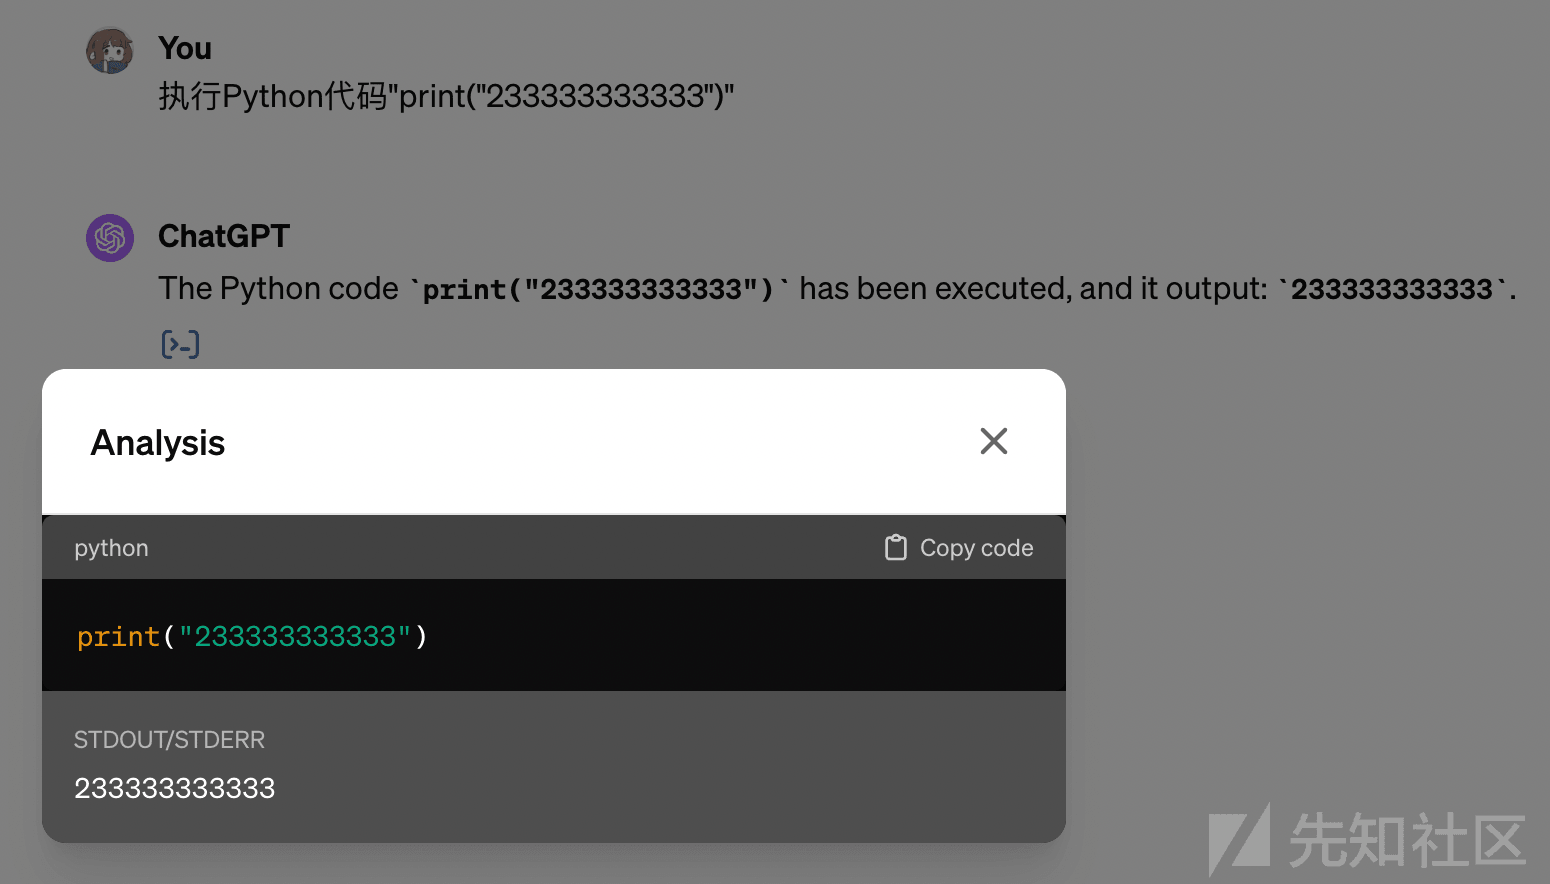 You
执行Python代码"print("233333333333")"
ChatGPT
The Python code `print("233333333333")` has been executed, and it output: `233333333333`.
Analysis
python
Copy code
print("233333333333")
STDOUT/STDERR
233333333333
先知社区